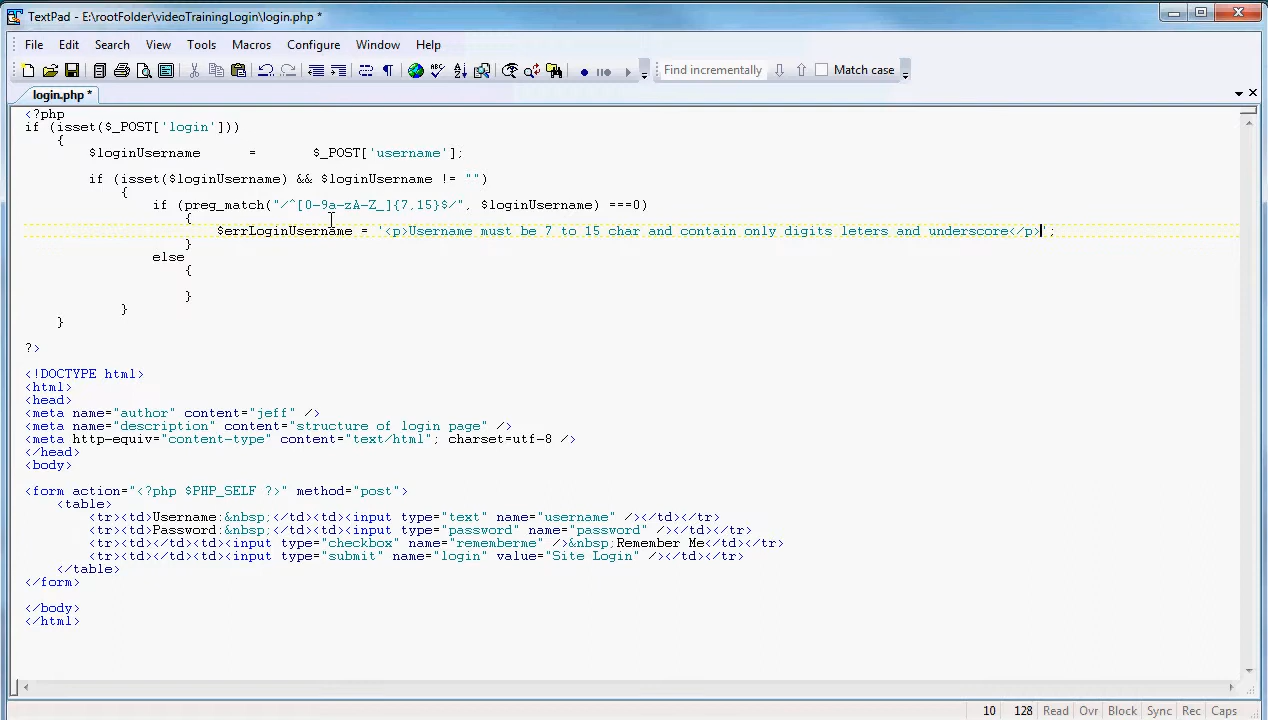 TextPad - E:\rootFolder\videoTrainingLogin\login.php *
File Edit Search View Tools Macros Configure Window Help
Find incrementally Match case
login.php *
<?php
if (isset($_POST['login']))
{
$loginUsername = $_POST['username'];
if (isset($loginUsername) && $loginUsername != "")
{
if (preg_match("/^[0-9a-zA-Z_]{7,15}$/", $loginUsername) ===0)
{
$errLoginUsername = '<p>Username must be 7 to 15 char and contain only digits leters and underscore</p>';
}
else
{
}
}
}
?>
<!DOCTYPE html>
<html>
<head>
<meta name="author" content="jeff" />
<meta name="description" content="structure of login page" />
<meta http-equiv="content-type" content="text/html"; charset=utf-8 />
</head>
<body>
<form action="<?php $PHP_SELF ?>" method="post">
<table>
<tr><td>Username:&nbsp;</td><td><input type="text" name="username" /></td></tr>
<tr><td>Password:&nbsp;</td><td><input type="password" name="password" /></td></tr>
<tr><td></td><td><input type="checkbox" name="rememberme" />&nbsp;Remember Me</td></tr>
<tr><td></td><td><input type="submit" name="login" value="Site Login" /></td></tr>
</table>
</form>
</body>
</html>
10 128 Read Ovr Block Sync Rec Caps